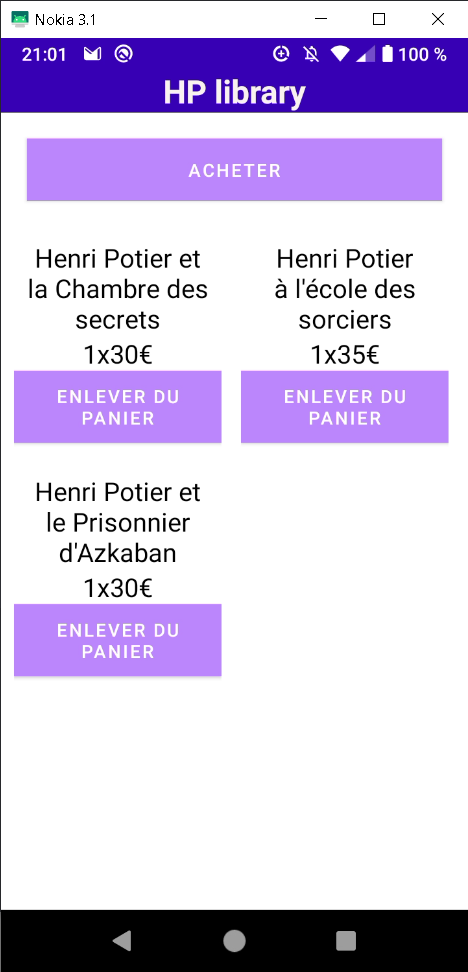 Nokia 3.1
21:01
100 %
HP library
ACHETER
Henri Potier et
la Chambre des
secrets
1x30€
ENLEVER DU
PANIER
Henri Potier
à l'école des
sorciers
1x35€
ENLEVER DU
PANIER
Henri Potier et
le Prisonnier
d'Azkaban
1x30€
ENLEVER DU
PANIER